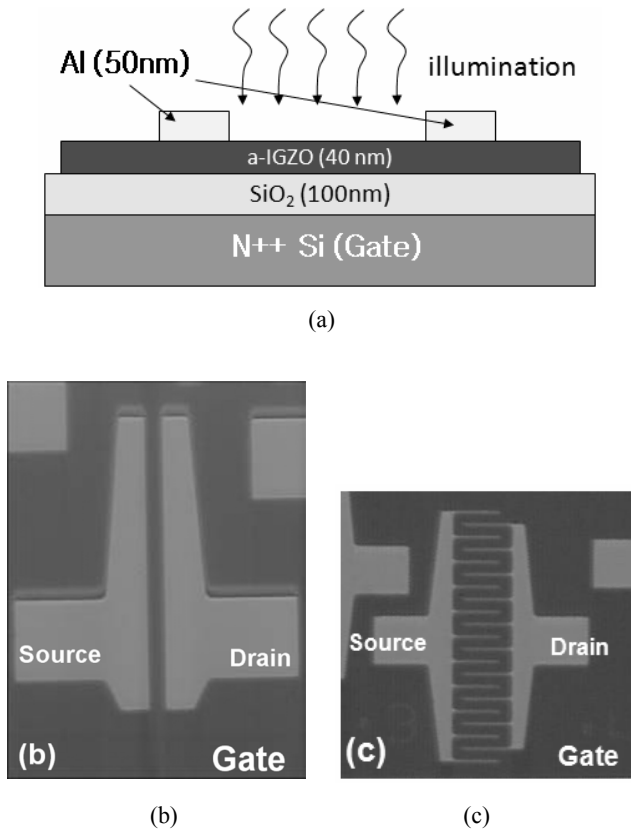 Al (50nm)
illumination
a-IGZO (40 nm)
SiO₂ (100nm)
N++ Si (Gate)
(a)
Source
Drain
(b)
Gate
Source
Drain
(c)
Gate
(b)
(c)